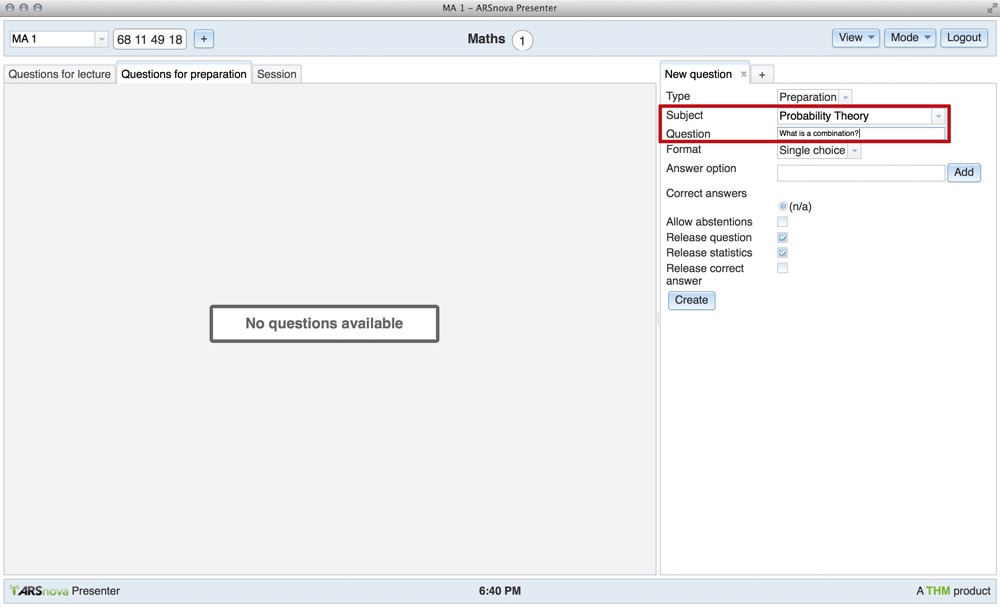 MA 1 – ARSnova Presenter
MA 1 68 11 49 18 + Maths 1 View Mode Logout
Questions for lecture Questions for preparation Session
New question × +
Type Preparation
Subject Probability Theory
Question What is a combination?
Format Single choice
Answer option Add
Correct answers
(n/a)
Allow abstentions
Release question
Release statistics
Release correct
answer
Create
No questions available
ARSnova Presenter 6:40 PM A THM product